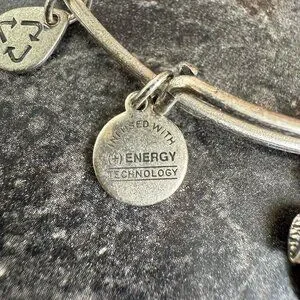 INFUSED WITH
(+) ENERGY
TECHNOLOGY